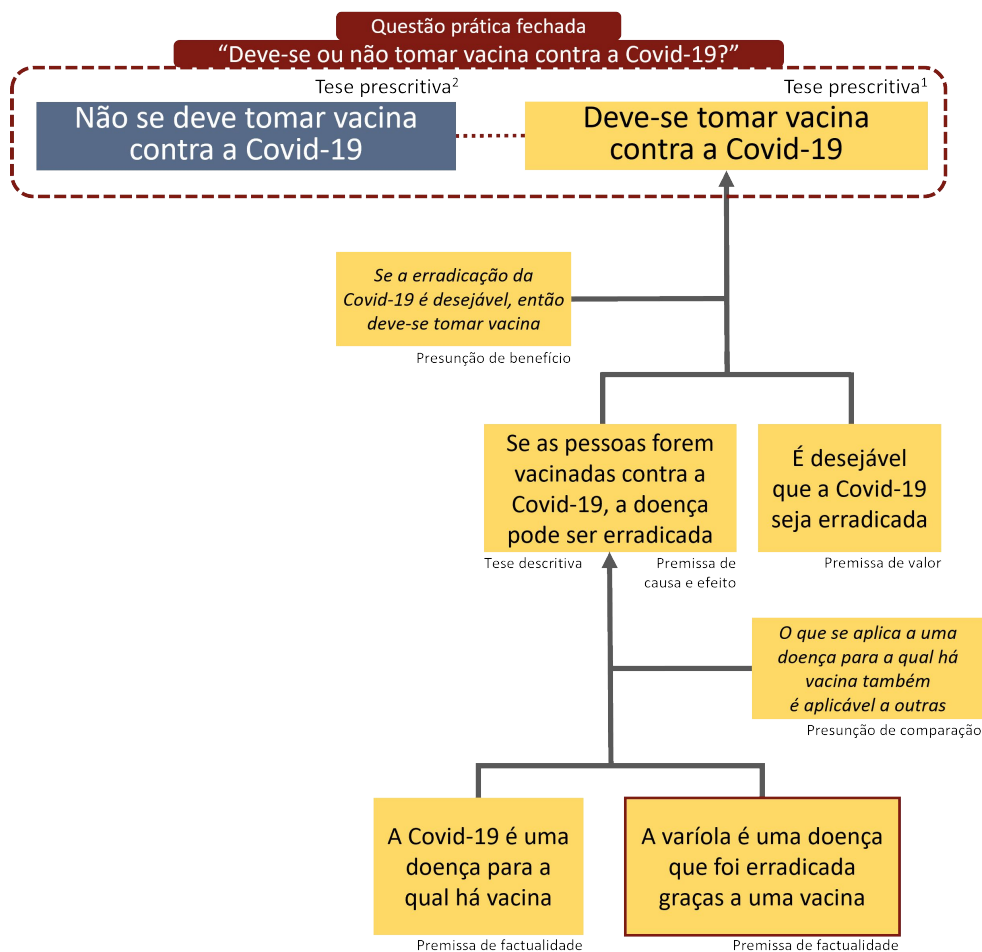 Questão prática fechada
“Deve-se ou não tomar vacina contra a Covid-19?”
Tese prescritiva²
Não se deve tomar vacina
contra a Covid-19
Tese prescritiva¹
Deve-se tomar vacina
contra a Covid-19
Se a erradicação da
Covid-19 é desejável, então
deve-se tomar vacina
Presunção de benefício
Se as pessoas forem
vacinadas contra a
Covid-19, a doença
pode ser erradicada
Tese descritiva
Premissa de
causa e efeito
É desejável
que a Covid-19
seja erradicada
Premissa de valor
O que se aplica a uma
doença para a qual há
vacina também
é aplicável a outras
Presunção de comparação
A Covid-19 é uma
doença para a
qual há vacina
Premissa de factualidade
A varíola é uma doença
que foi erradicada
graças a uma vacina
Premissa de factualidade